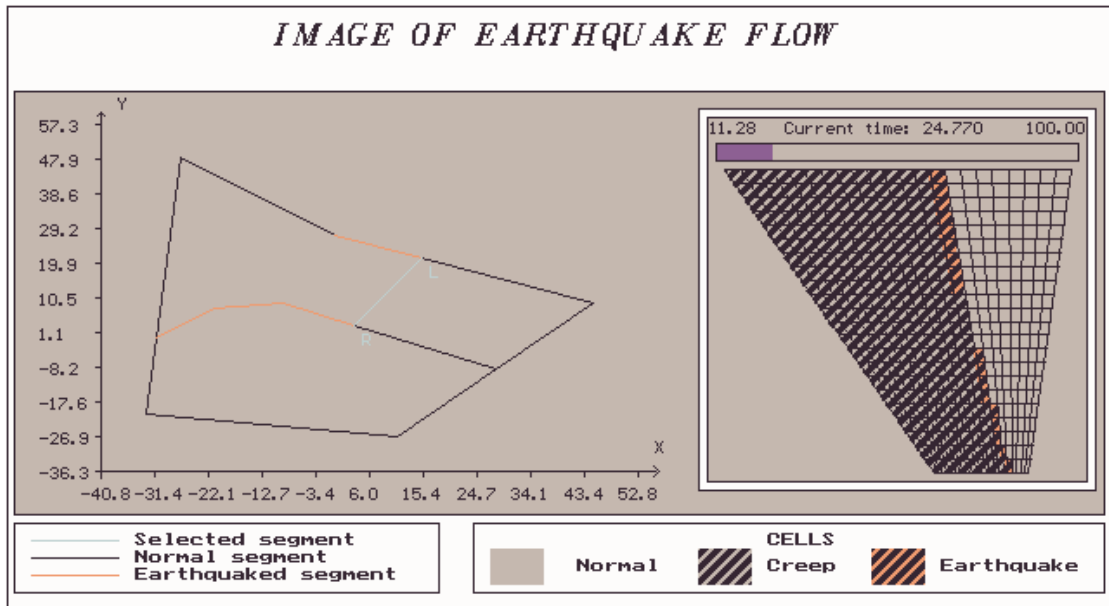 IMAGE OF EARTHQUAKE FLOW
Y
57.3
47.9
38.6
29.2
19.9
10.5
1.1
-8.2
-17.6
-26.9
-36.3
L
R
X
-40.8 -31.4 -22.1 -12.7 -3.4 6.0 15.4 24.7 34.1 43.4 52.8
11.28 Current time: 24.770 100.00
Selected segment
Normal segment
Earthquaked segment
CELLS
Normal Creep Earthquake